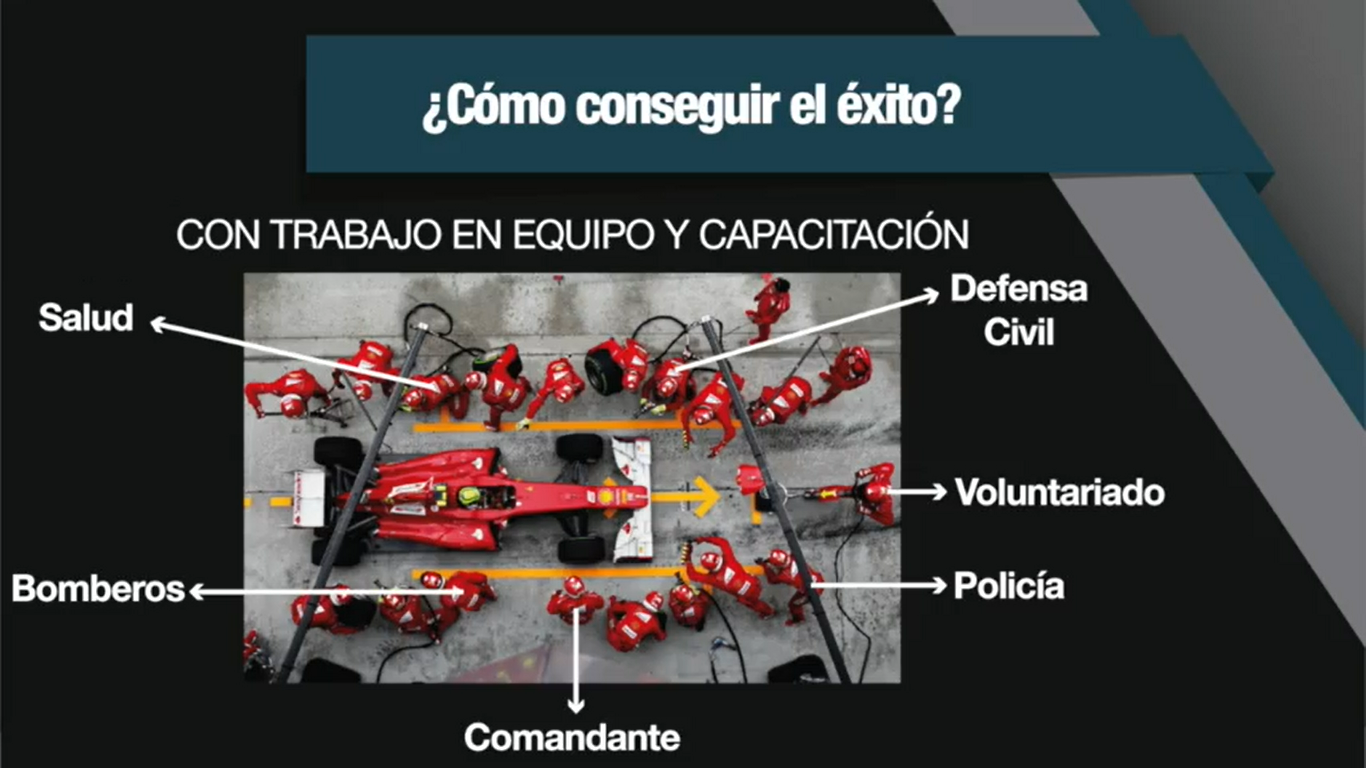 ¿Cómo conseguir el éxito?
CON TRABAJO EN EQUIPO Y CAPACITACIÓN
Salud
Defensa
Civil
Voluntariado
Bomberos
Policía
Comandante